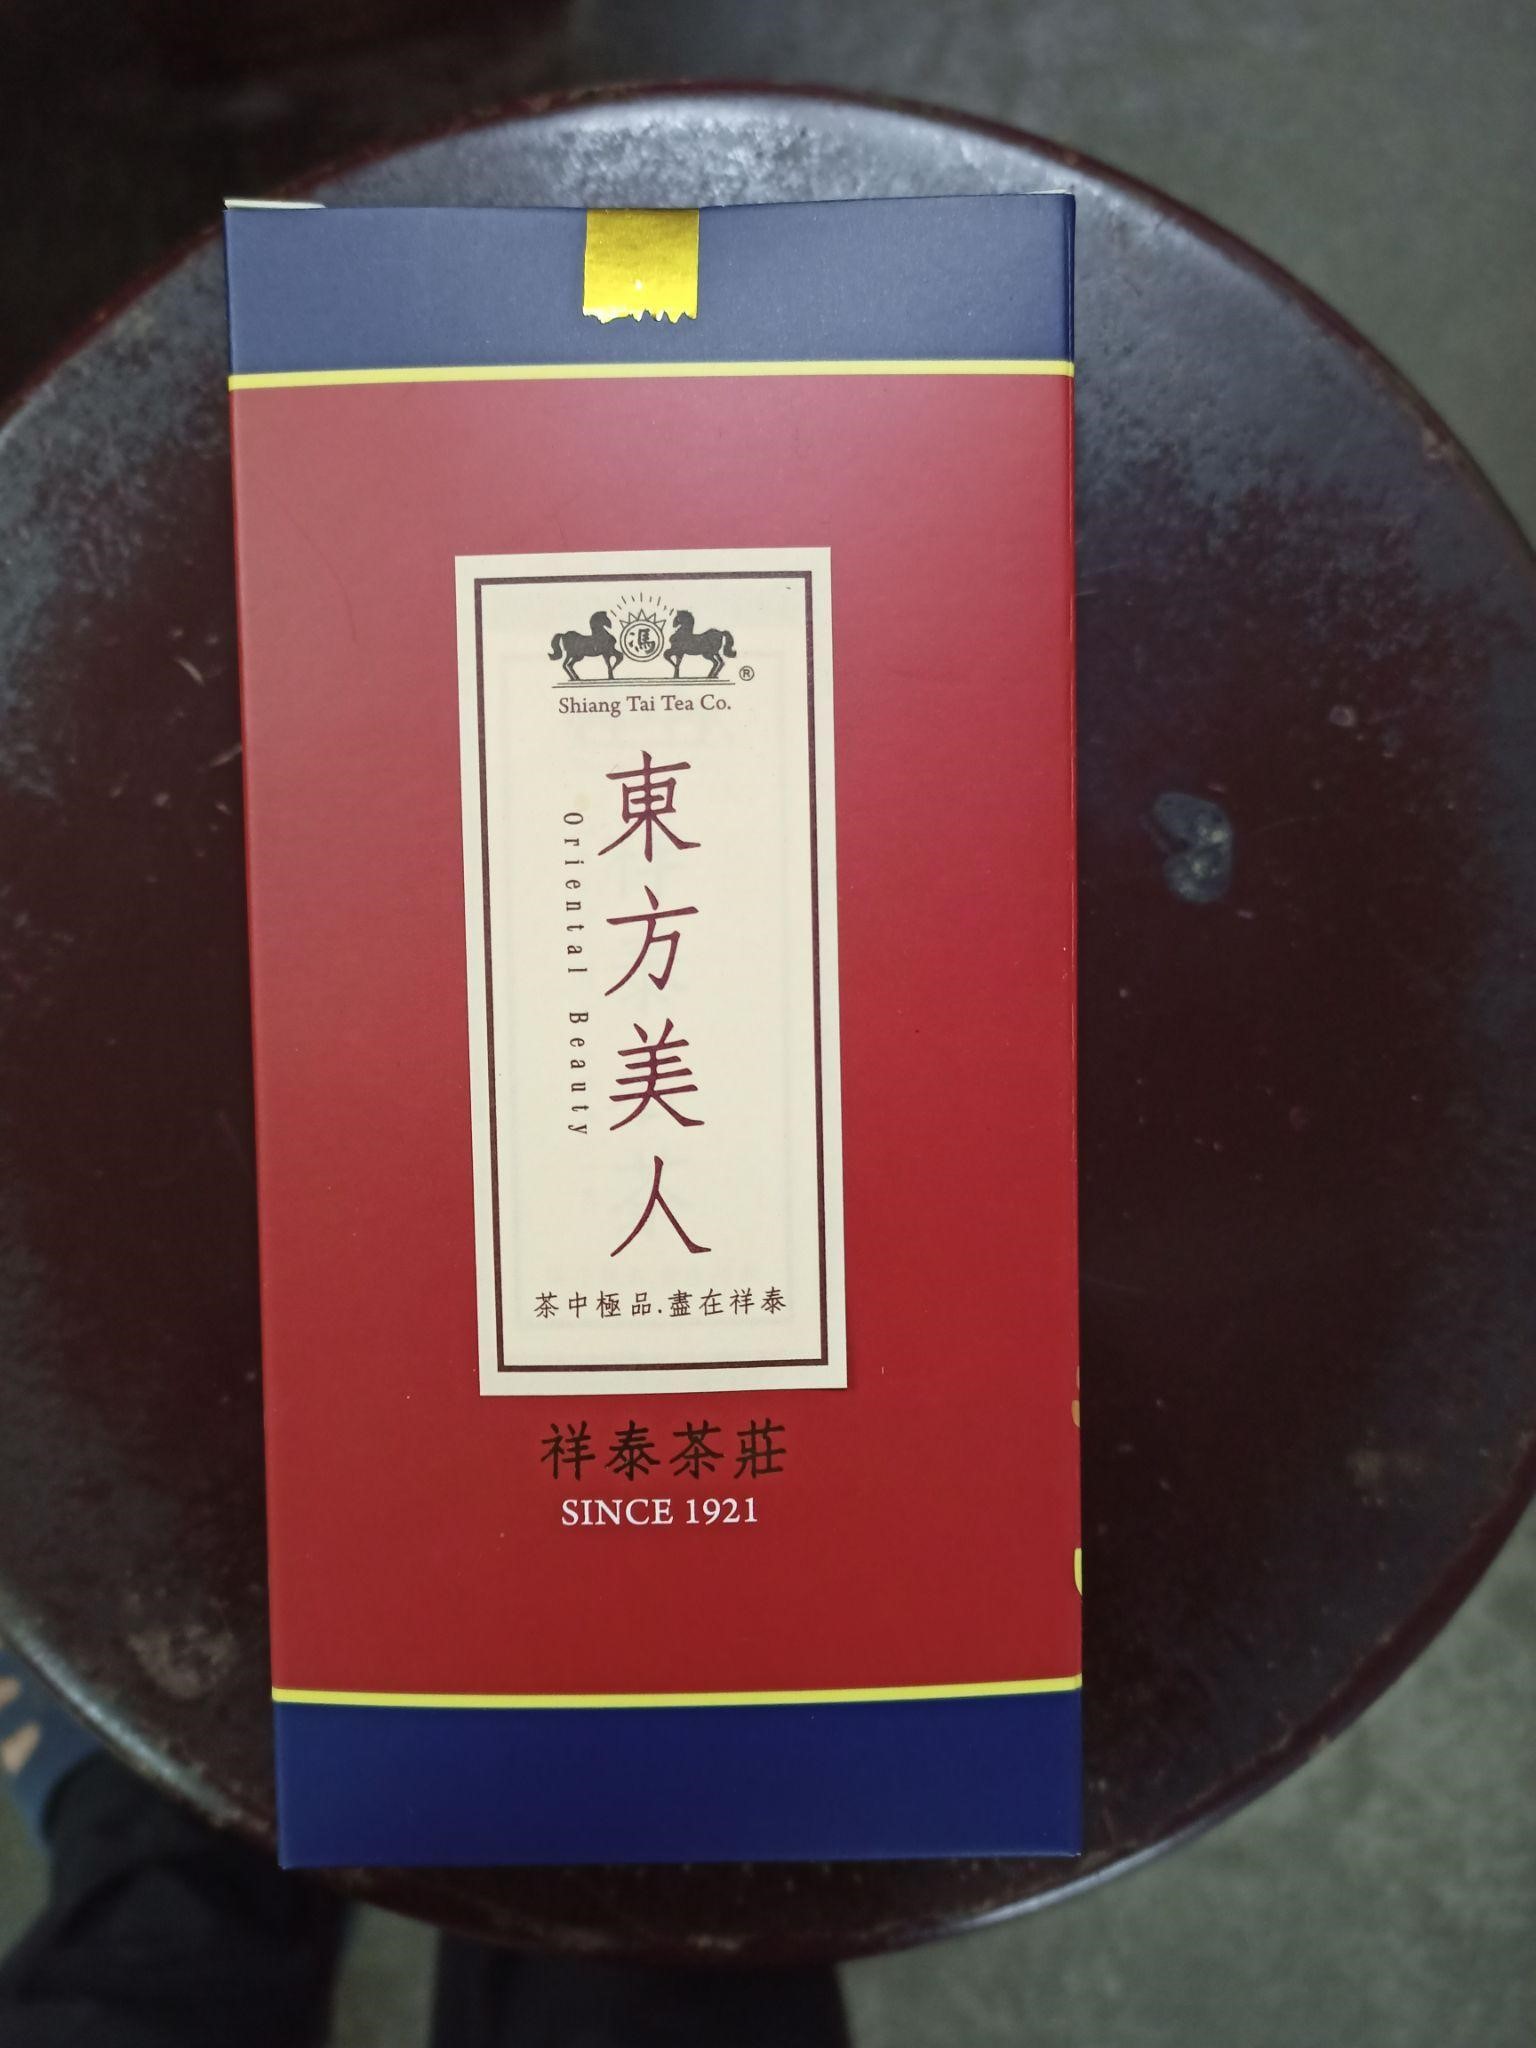 馮
®
Shiang Tai Tea Co.
東方美人
Oriental Beauty
茶中極品.盡在祥泰
祥泰茶莊
SINCE 1921